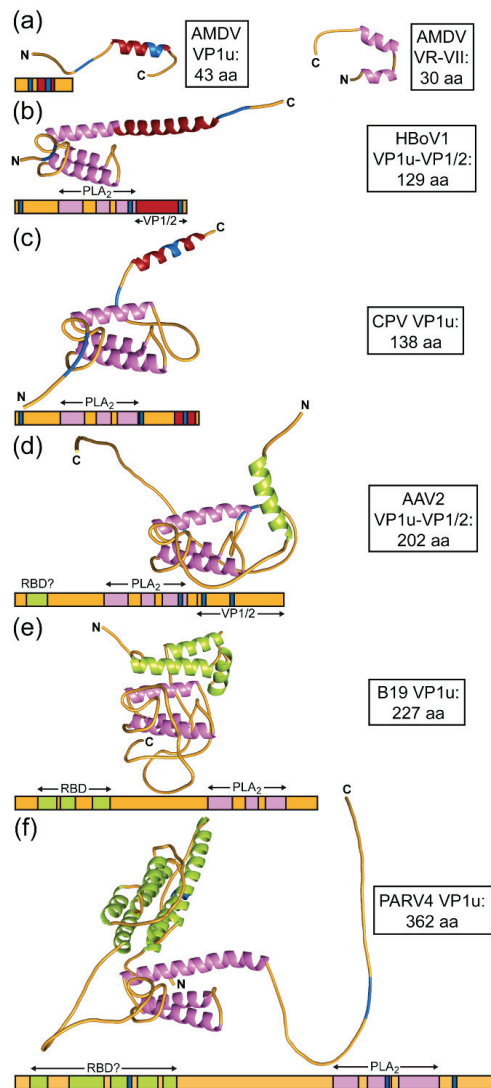 (a)
AMDV
VP1u:
43 aa
AMDV
VR-VII:
30 aa
N
C
C
N
(b)
C
N
HBoV1
VP1u-VP1/2:
129 aa
PLA2
VP1/2
(c)
C
CPV VP1u:
138 aa
N
PLA2
(d)
N
C
AAV2
VP1u-VP1/2:
202 aa
RBD?
PLA2
VP1/2
(e)
N
B19 VP1u:
227 aa
C
RBD
PLA2
(f)
C
PARV4 VP1u:
362 aa
N
RBD?
PLA2